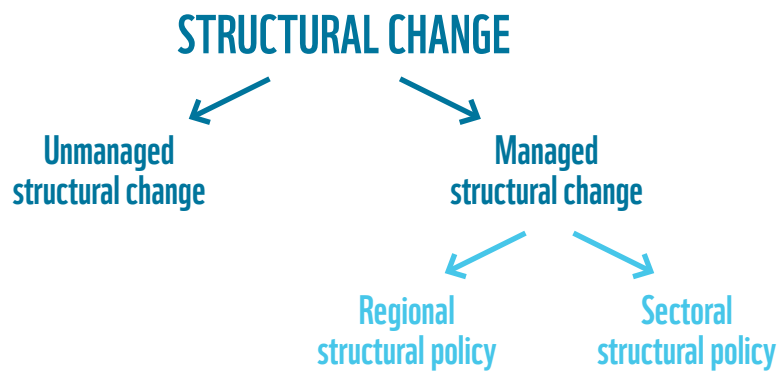 STRUCTURAL CHANGE
Unmanaged
structural change
Managed
structural change
Regional
structural policy
Sectoral
structural policy